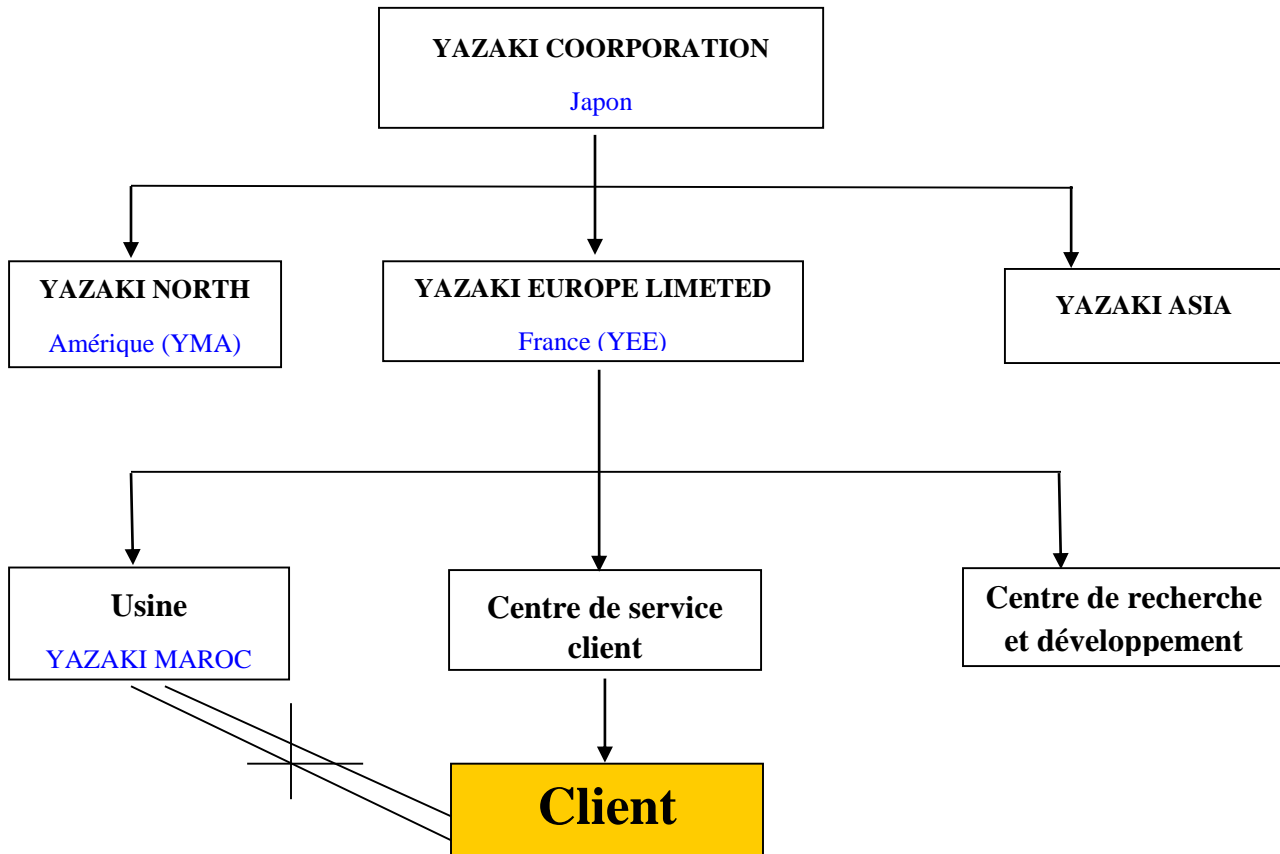 YAZAKI COORPORATION
Japon
YAZAKI NORTH
Amérique (YMA)
YAZAKI EUROPE LIMETED
France (YEE)
YAZAKI ASIA
Usine
YAZAKI MAROC
Centre de service
client
Centre de recherche
et développement
Client